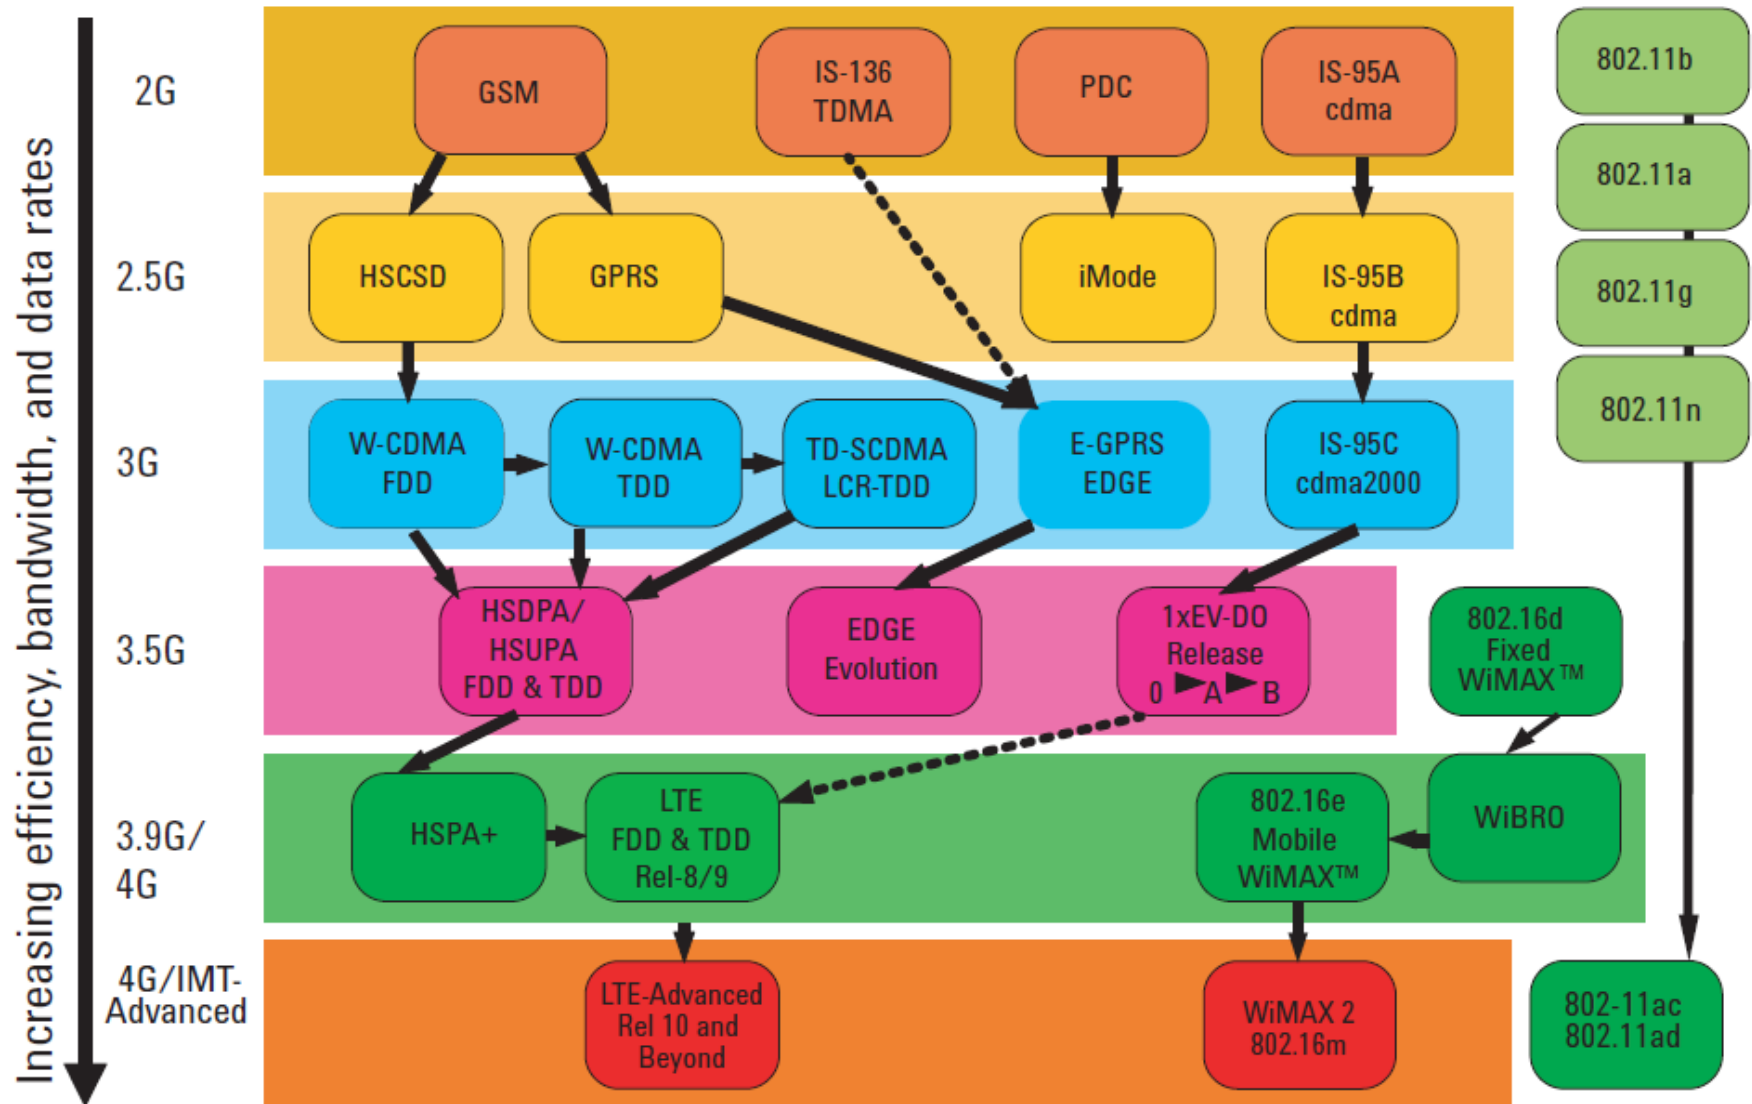 Increasing efficiency, bandwidth, and data rates
2G
GSM
IS-136
TDMA
PDC
IS-95A
cdma
802.11b
802.11a
2.5G
HSCSD
GPRS
iMode
IS-95B
cdma
802.11g
802.11n
3G
W-CDMA
FDD
W-CDMA
TDD
TD-SCDMA
LCR-TDD
E-GPRS
EDGE
IS-95C
cdma2000
3.5G
HSDPA/
HSUPA
FDD & TDD
EDGE
Evolution
1xEV-DO
Release
0 ► A ► B
802.16d
Fixed
WiMAX™
3.9G/
4G
HSPA+
LTE
FDD & TDD
Rel-8/9
802.16e
Mobile
WiMAX™
WiBRO
4G/IMT-
Advanced
LTE-Advanced
Rel 10 and
Beyond
WiMAX 2
802.16m
802-11ac
802.11ad